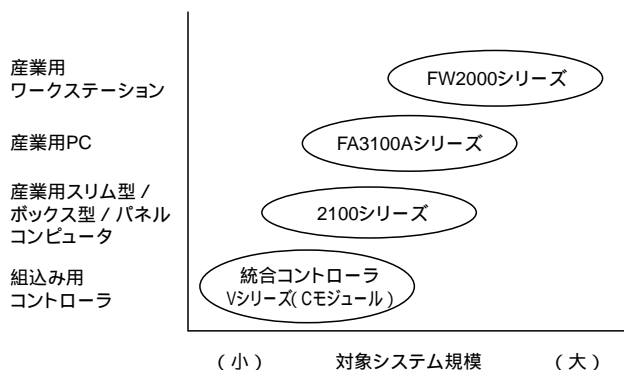 産業用
ワークステーション
FW2000シリーズ
産業用PC
FA3100Aシリーズ
産業用スリム型/
ボックス型/パネル
コンピュータ
2100シリーズ
組込み用
コントローラ
統合コントローラ
Vシリーズ(Cモジュール)
(小) 対象システム規模 (大)